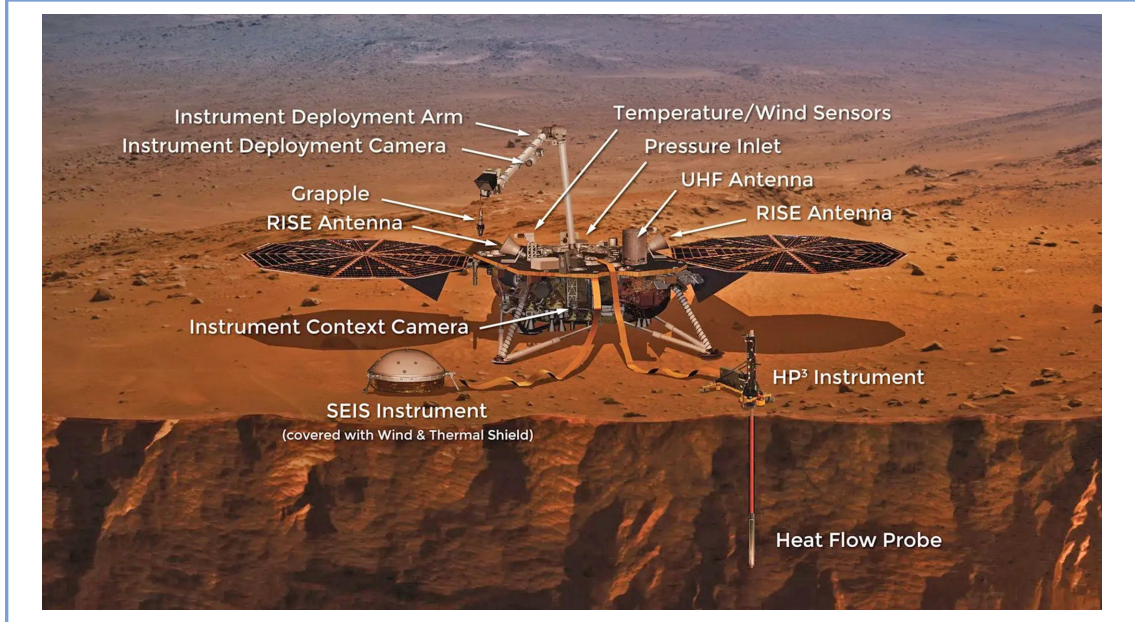 Instrument Deployment Arm
Instrument Deployment Camera
Grapple
RISE Antenna
Temperature/Wind Sensors
Pressure Inlet
UHF Antenna
RISE Antenna
Instrument Context Camera
SEIS Instrument
(covered with Wind & Thermal Shield)
HP³ Instrument
Heat Flow Probe